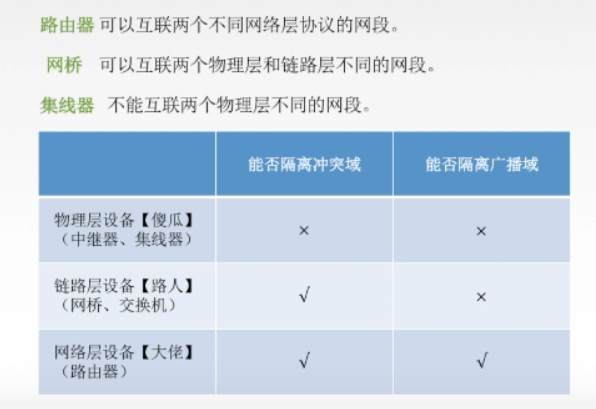 路由器 可以互联两个不同网络层协议的网段。
网桥 可以互联两个物理层和链路层不同的网段。
集线器 不能互联两个物理层不同的网段。
能否隔离冲突域 能否隔离广播域
物理层设备【傻瓜】
（中继器、集线器） × ×
链路层设备【路人】
（网桥、交换机） √ ×
网络层设备【大佬】
（路由器） √ √